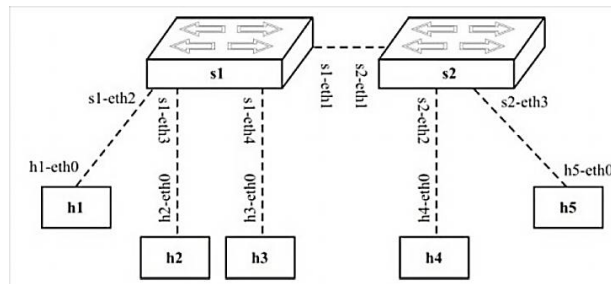 s1
s2
s1-eth2
s1-eth3
s1-eth4
s1-eth1
s2-eth1
s2-eth2
s2-eth3
h1-eth0
h2-eth0
h3-eth0
h4-eth0
h5-eth0
h1
h2
h3
h4
h5